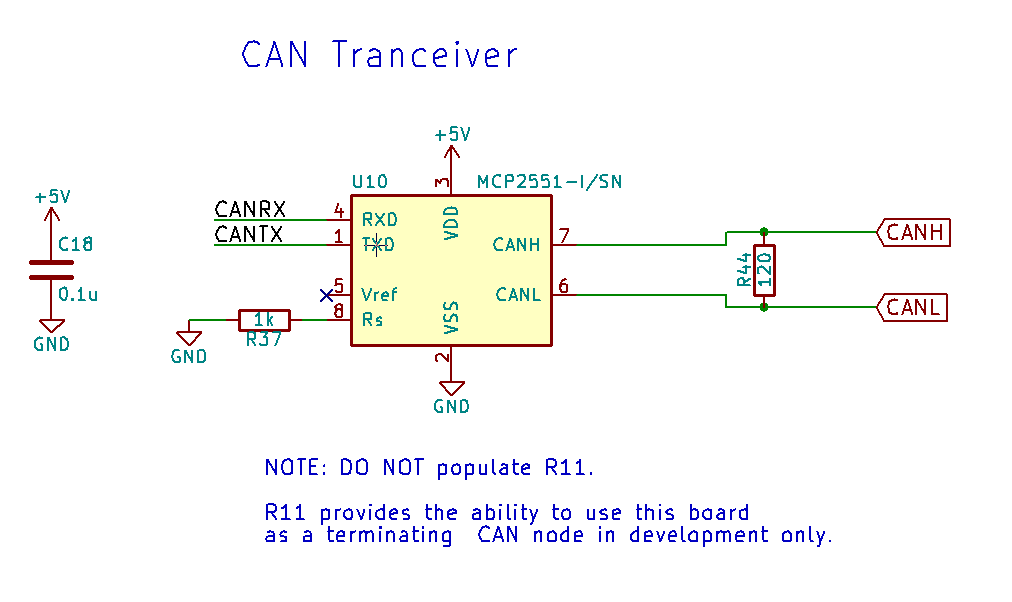 CAN Tranceiver
+5V
U10
MCP2551-I/SN
3
VDD
+5V
C18
0.1u
GND
CANRX
4
RXD
CANTX
1
TXD
5
Vref
8
Rs
1k
R37
GND
CANH
7
CANL
6
VSS
2
GND
R44
120
CANH
CANL
NOTE: DO NOT populate R11.
R11 provides the ability to use this board
as a terminating  CAN node in development only.